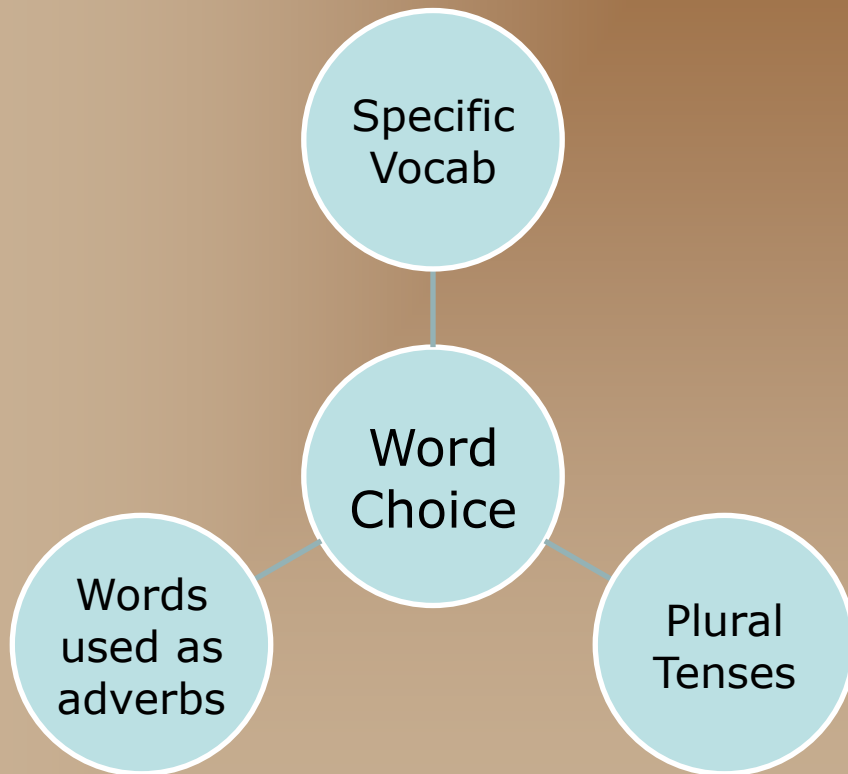 Specific
Vocab
Word
Choice
Words
used as
adverbs
Plural
Tenses